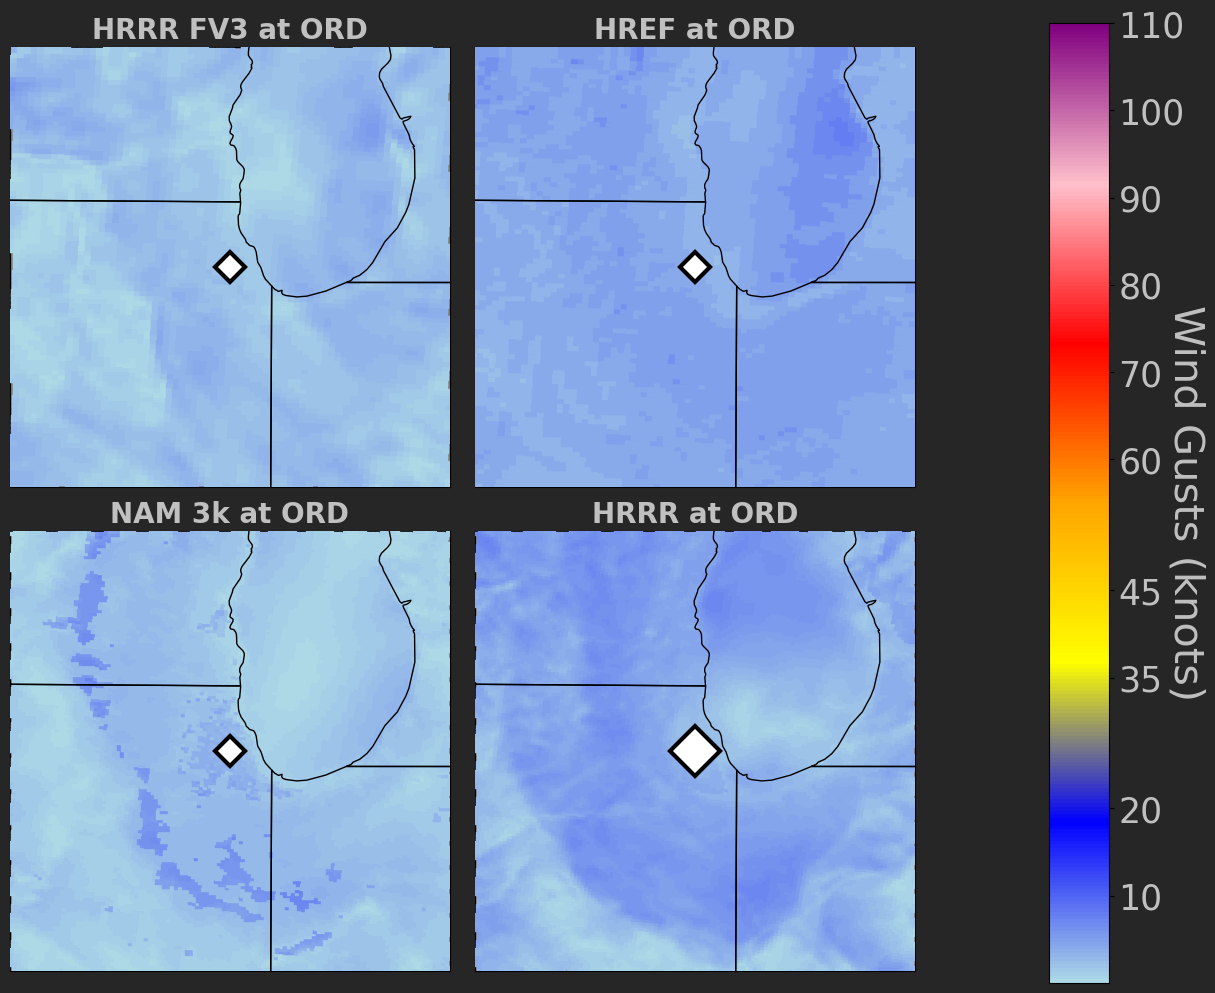 HRRR FV3 at ORD
HREF at ORD
NAM 3k at ORD
HRRR at ORD
110
100
90
80
70
60
45
35
20
10
Wind Gusts (knots)